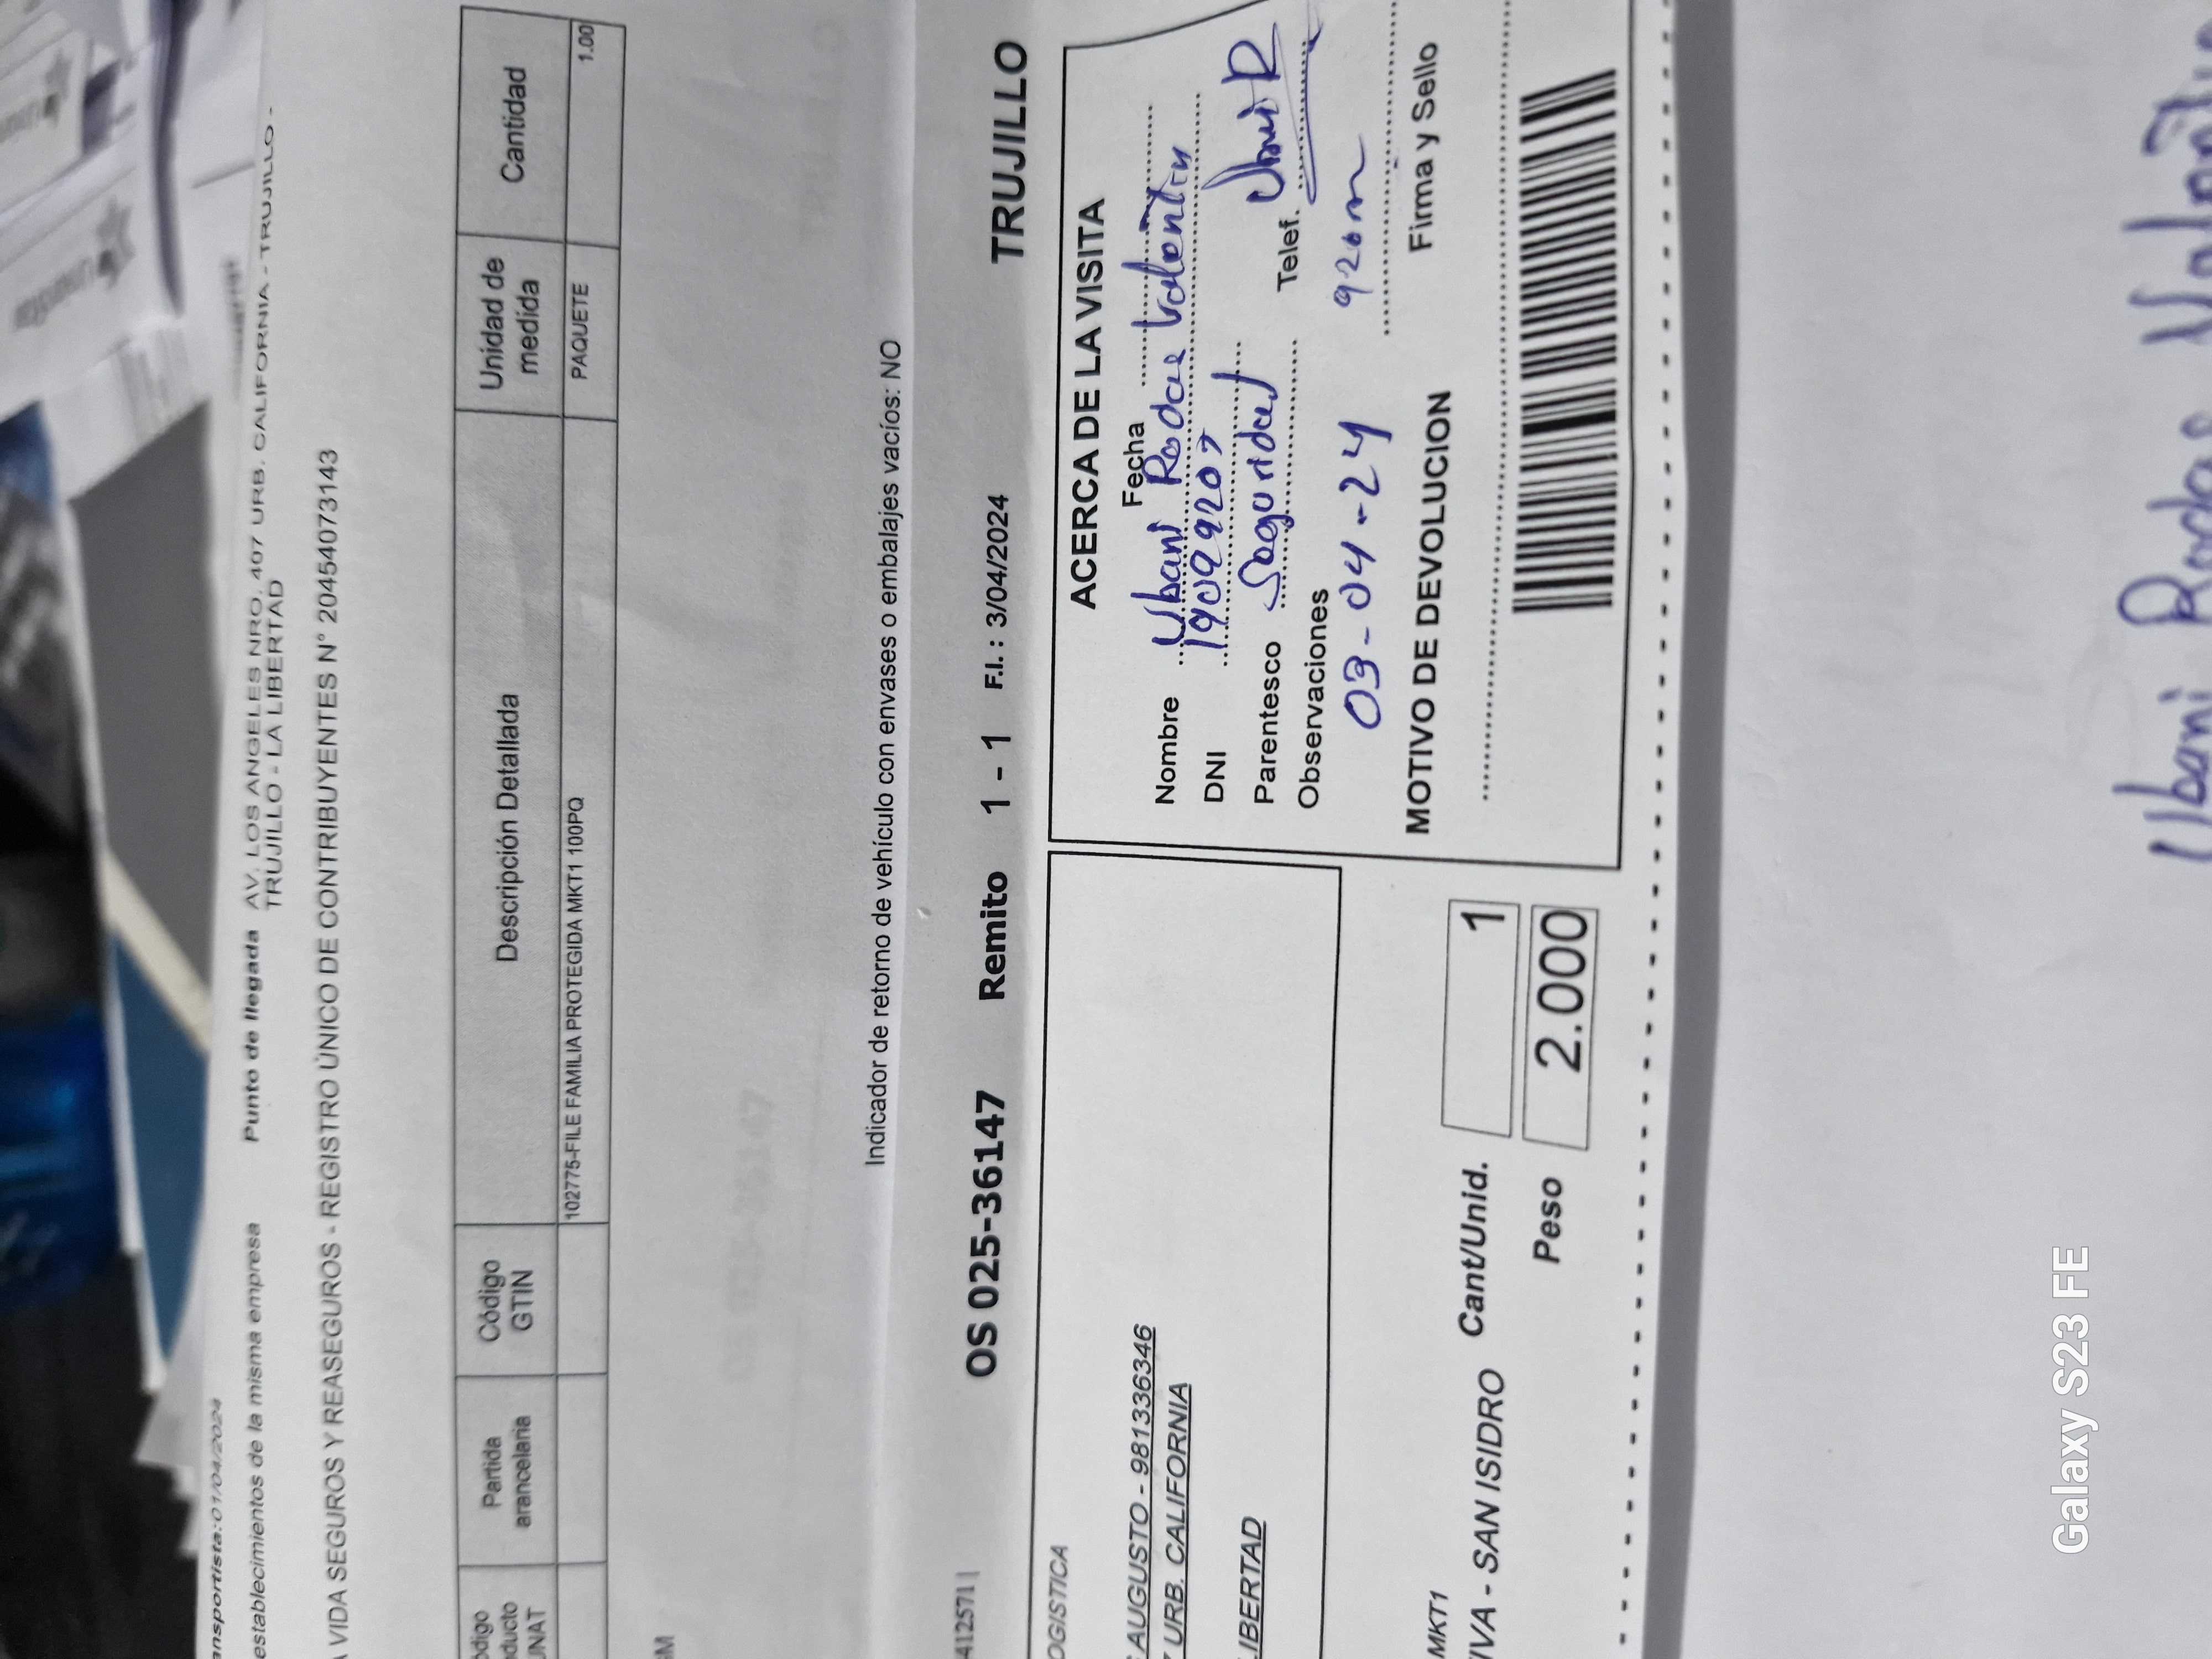 ansportista:01/04/2024
establecimientos de la misma empresa Punto de llegada AV. LOS ANGELES NRO. 407 URB. CALIFORNIA - TRUJILLO -
TRUJILLO - LA LIBERTAD
A VIDA SEGUROS Y REASEGUROS - REGISTRO ÚNICO DE CONTRIBUYENTES N° 20454073143
ódigo oducto UNAT Partida arancelaria Código GTIN Descripción Detallada Unidad de medida Cantidad
102775-FILE FAMILIA PROTEGIDA MKT1 100PQ PAQUETE 1.00
GM
Indicador de retorno de vehículo con envases o embalajes vacíos: NO
412571 |
OS 025-36147 Remito 1 - 1 F.I. : 3/04/2024 TRUJILLO
OGISTICA
AUGUSTO - 981336346
URB. CALIFORNIA
LIBERTAD
MKT1
IVA - SAN ISIDRO
Cant/Unid. 1
Peso 2.000
ACERCA DE LA VISITA
Fecha
Nombre Ubani Rodas Valentin
DNI 19099207
Parentesco Seguridad Telef.
Observaciones
03-04-24 920m
MOTIVO DE DEVOLUCION Firma y Sello
Ubani Rodas Valentin
Galaxy S23 FE